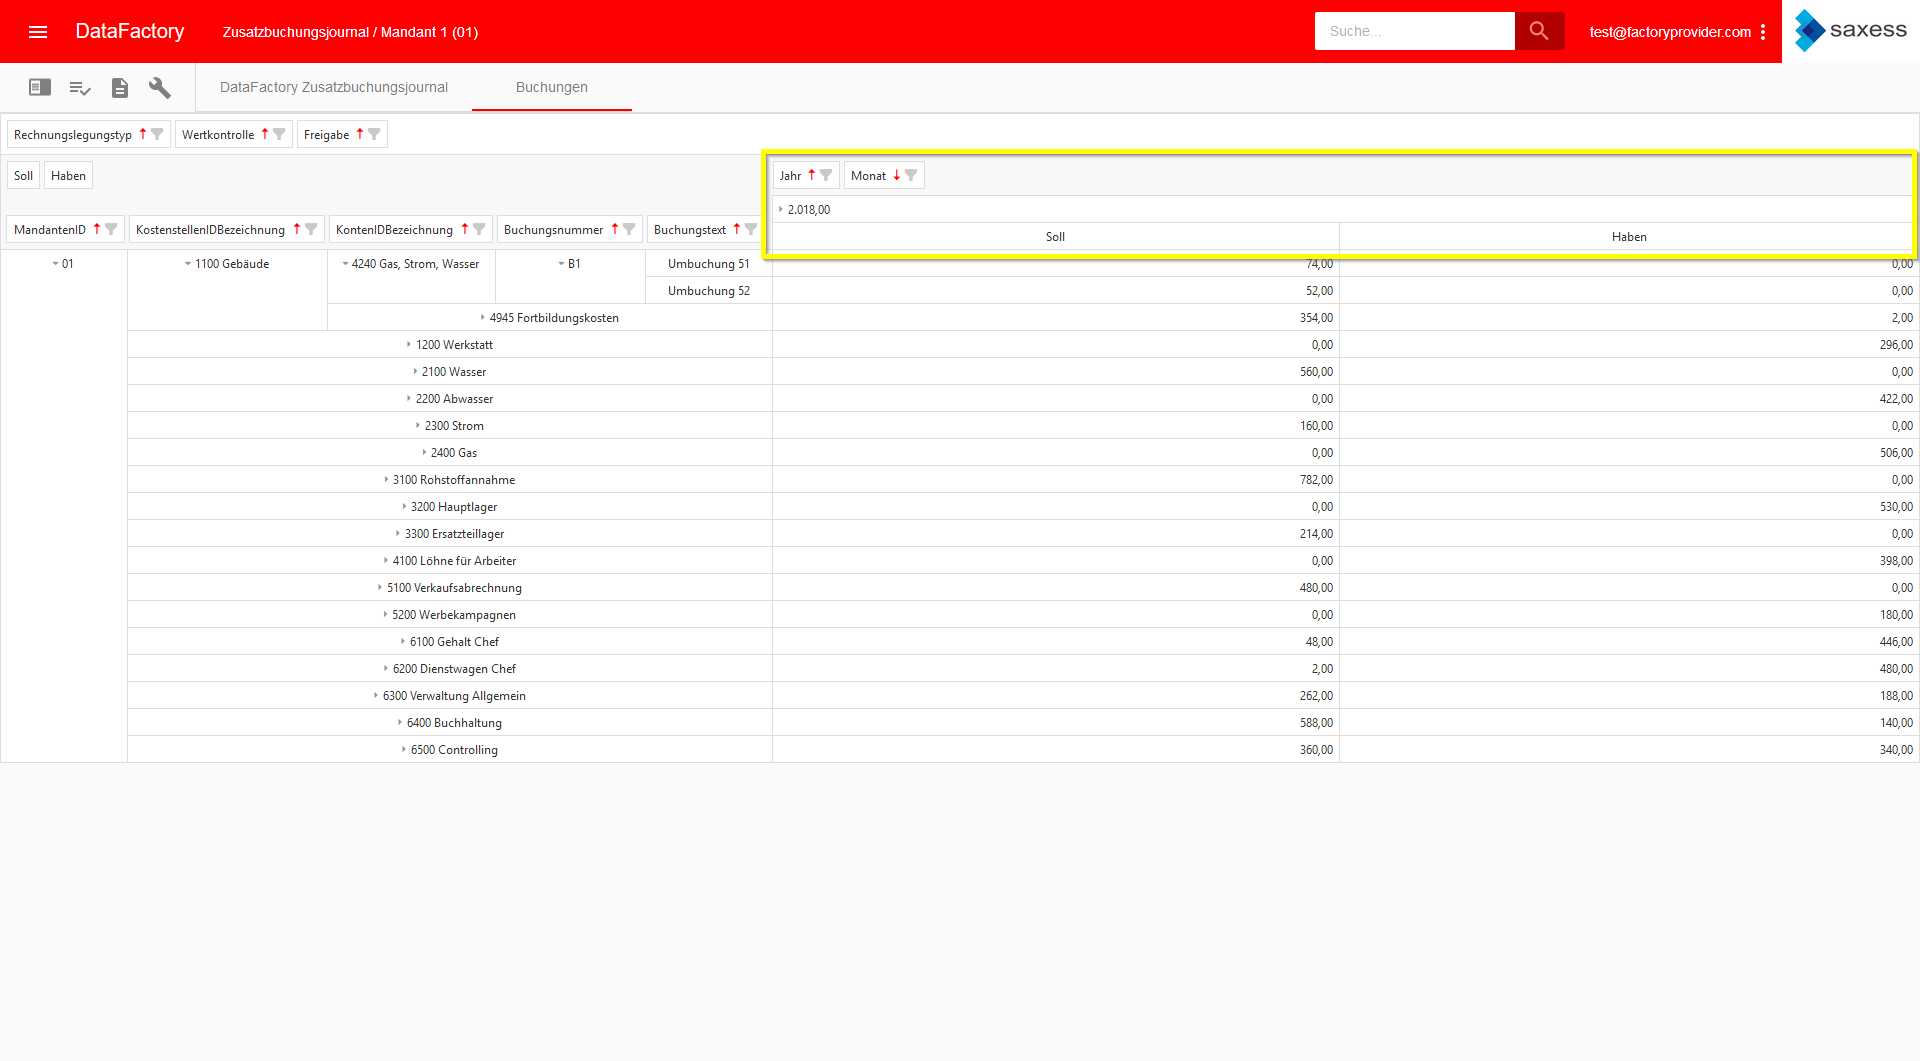 DataFactory Zusatzbuchungsjournal / Mandant 1 (01) Suche... test@factoryprovider.com saxess
DataFactory Zusatzbuchungsjournal Buchungen
Rechnungslegungstyp Wertkontrolle Freigabe
Soll Haben Jahr Monat
2.018,00
MandantenID KostenstellenIDBezeichnung KontenIDBezeichnung Buchungsnummer Buchungstext Soll Haben
01 1100 Gebäude 4240 Gas, Strom, Wasser B1 Umbuchung 51 74,00 0,00
Umbuchung 52 52,00 0,00
4945 Fortbildungskosten 354,00 2,00
1200 Werkstatt 0,00 296,00
2100 Wasser 560,00 0,00
2200 Abwasser 0,00 422,00
2300 Strom 160,00 0,00
2400 Gas 0,00 506,00
3100 Rohstoffannahme 782,00 0,00
3200 Hauptlager 0,00 530,00
3300 Ersatzteillager 214,00 0,00
4100 Löhne für Arbeiter 0,00 398,00
5100 Verkaufsabrechnung 480,00 0,00
5200 Werbekampagnen 0,00 180,00
6100 Gehalt Chef 48,00 446,00
6200 Dienstwagen Chef 2,00 480,00
6300 Verwaltung Allgemein 262,00 188,00
6400 Buchhaltung 588,00 140,00
6500 Controlling 360,00 340,00